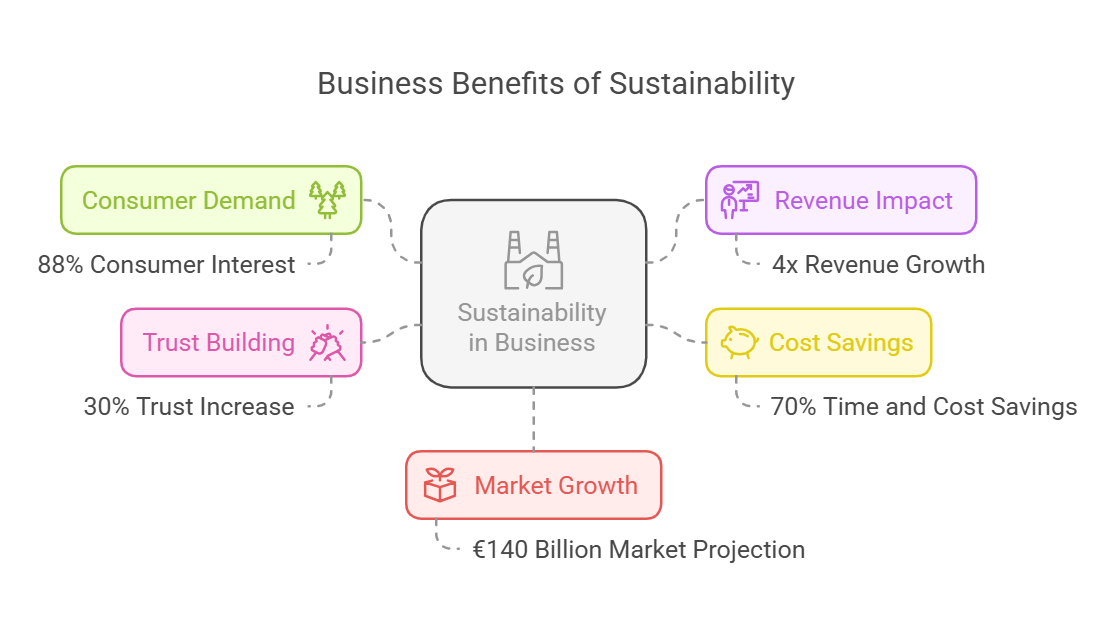 Business Benefits of Sustainability
Consumer Demand
88% Consumer Interest
Trust Building
30% Trust Increase
Sustainability
in Business
Revenue Impact
4x Revenue Growth
Cost Savings
70% Time and Cost Savings
Market Growth
€140 Billion Market Projection